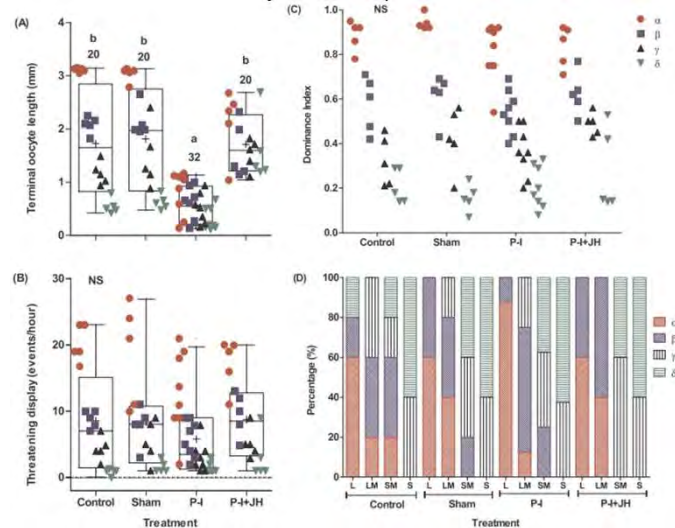 (A)
Terminal oocyte length (mm)
4
3
2
1
0
b
20
b
20
a
32
b
20
(C)
NS
Dominance Index
1.0
0.8
0.6
0.4
0.2
0.0
Control Sham P-I P-I+JH
α
β
γ
δ
(B)
NS
Threatening display (events/hour)
30
20
10
0
Control Sham P-I P-I+JH
Treatment
(D)
Percentage (%)
100
80
60
40
20
0
L LM SM S L LM SM S L LM SM S L LM SM S
Control Sham P-I P-I+JH
Treatment
α
β
γ
δ